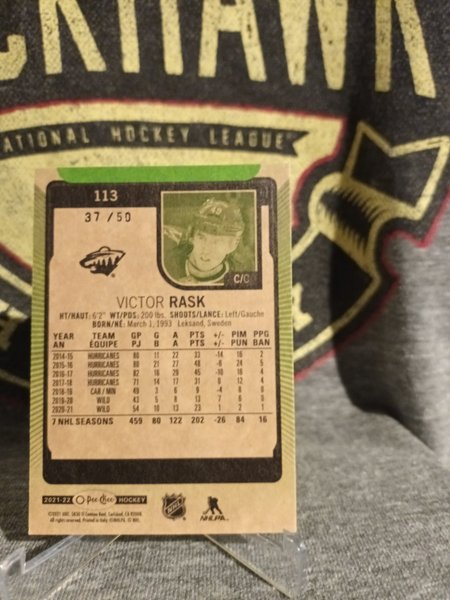 CKHAWK
ATIONAL HOCKEY LEAGUE
113
37 /50
C/C
VICTOR RASK
HT/HAUT: 6'2" WT/PDS: 200 lbs. SHOOTS/LANCE: Left/Gauche
BORN/NÉ: March 1, 1993 Leksand, Sweden
YEAR TEAM GP G A PTS +/- PIM PPG
AN ÉQUIPE PJ B A PTS +/- PUN BAN
2014-15 HURRICANES 80 11 22 33 -14 16 2
2015-16 HURRICANES 80 21 27 48 -6 24 5
2016-17 HURRICANES 82 16 29 45 -10 16 4
2017-18 HURRICANES 71 14 17 31 0 12 4
2018-19 CAR / MIN 49 3 6 9 -4 8 0
2019-20 WILD 43 5 8 13 7 6 0
2020-21 WILD 54 10 13 23 1 2 1
7 NHL SEASONS 459 80 122 202 -26 84 16
2021-22 O-Pee-Chee HOCKEY
NHL
NHLPA